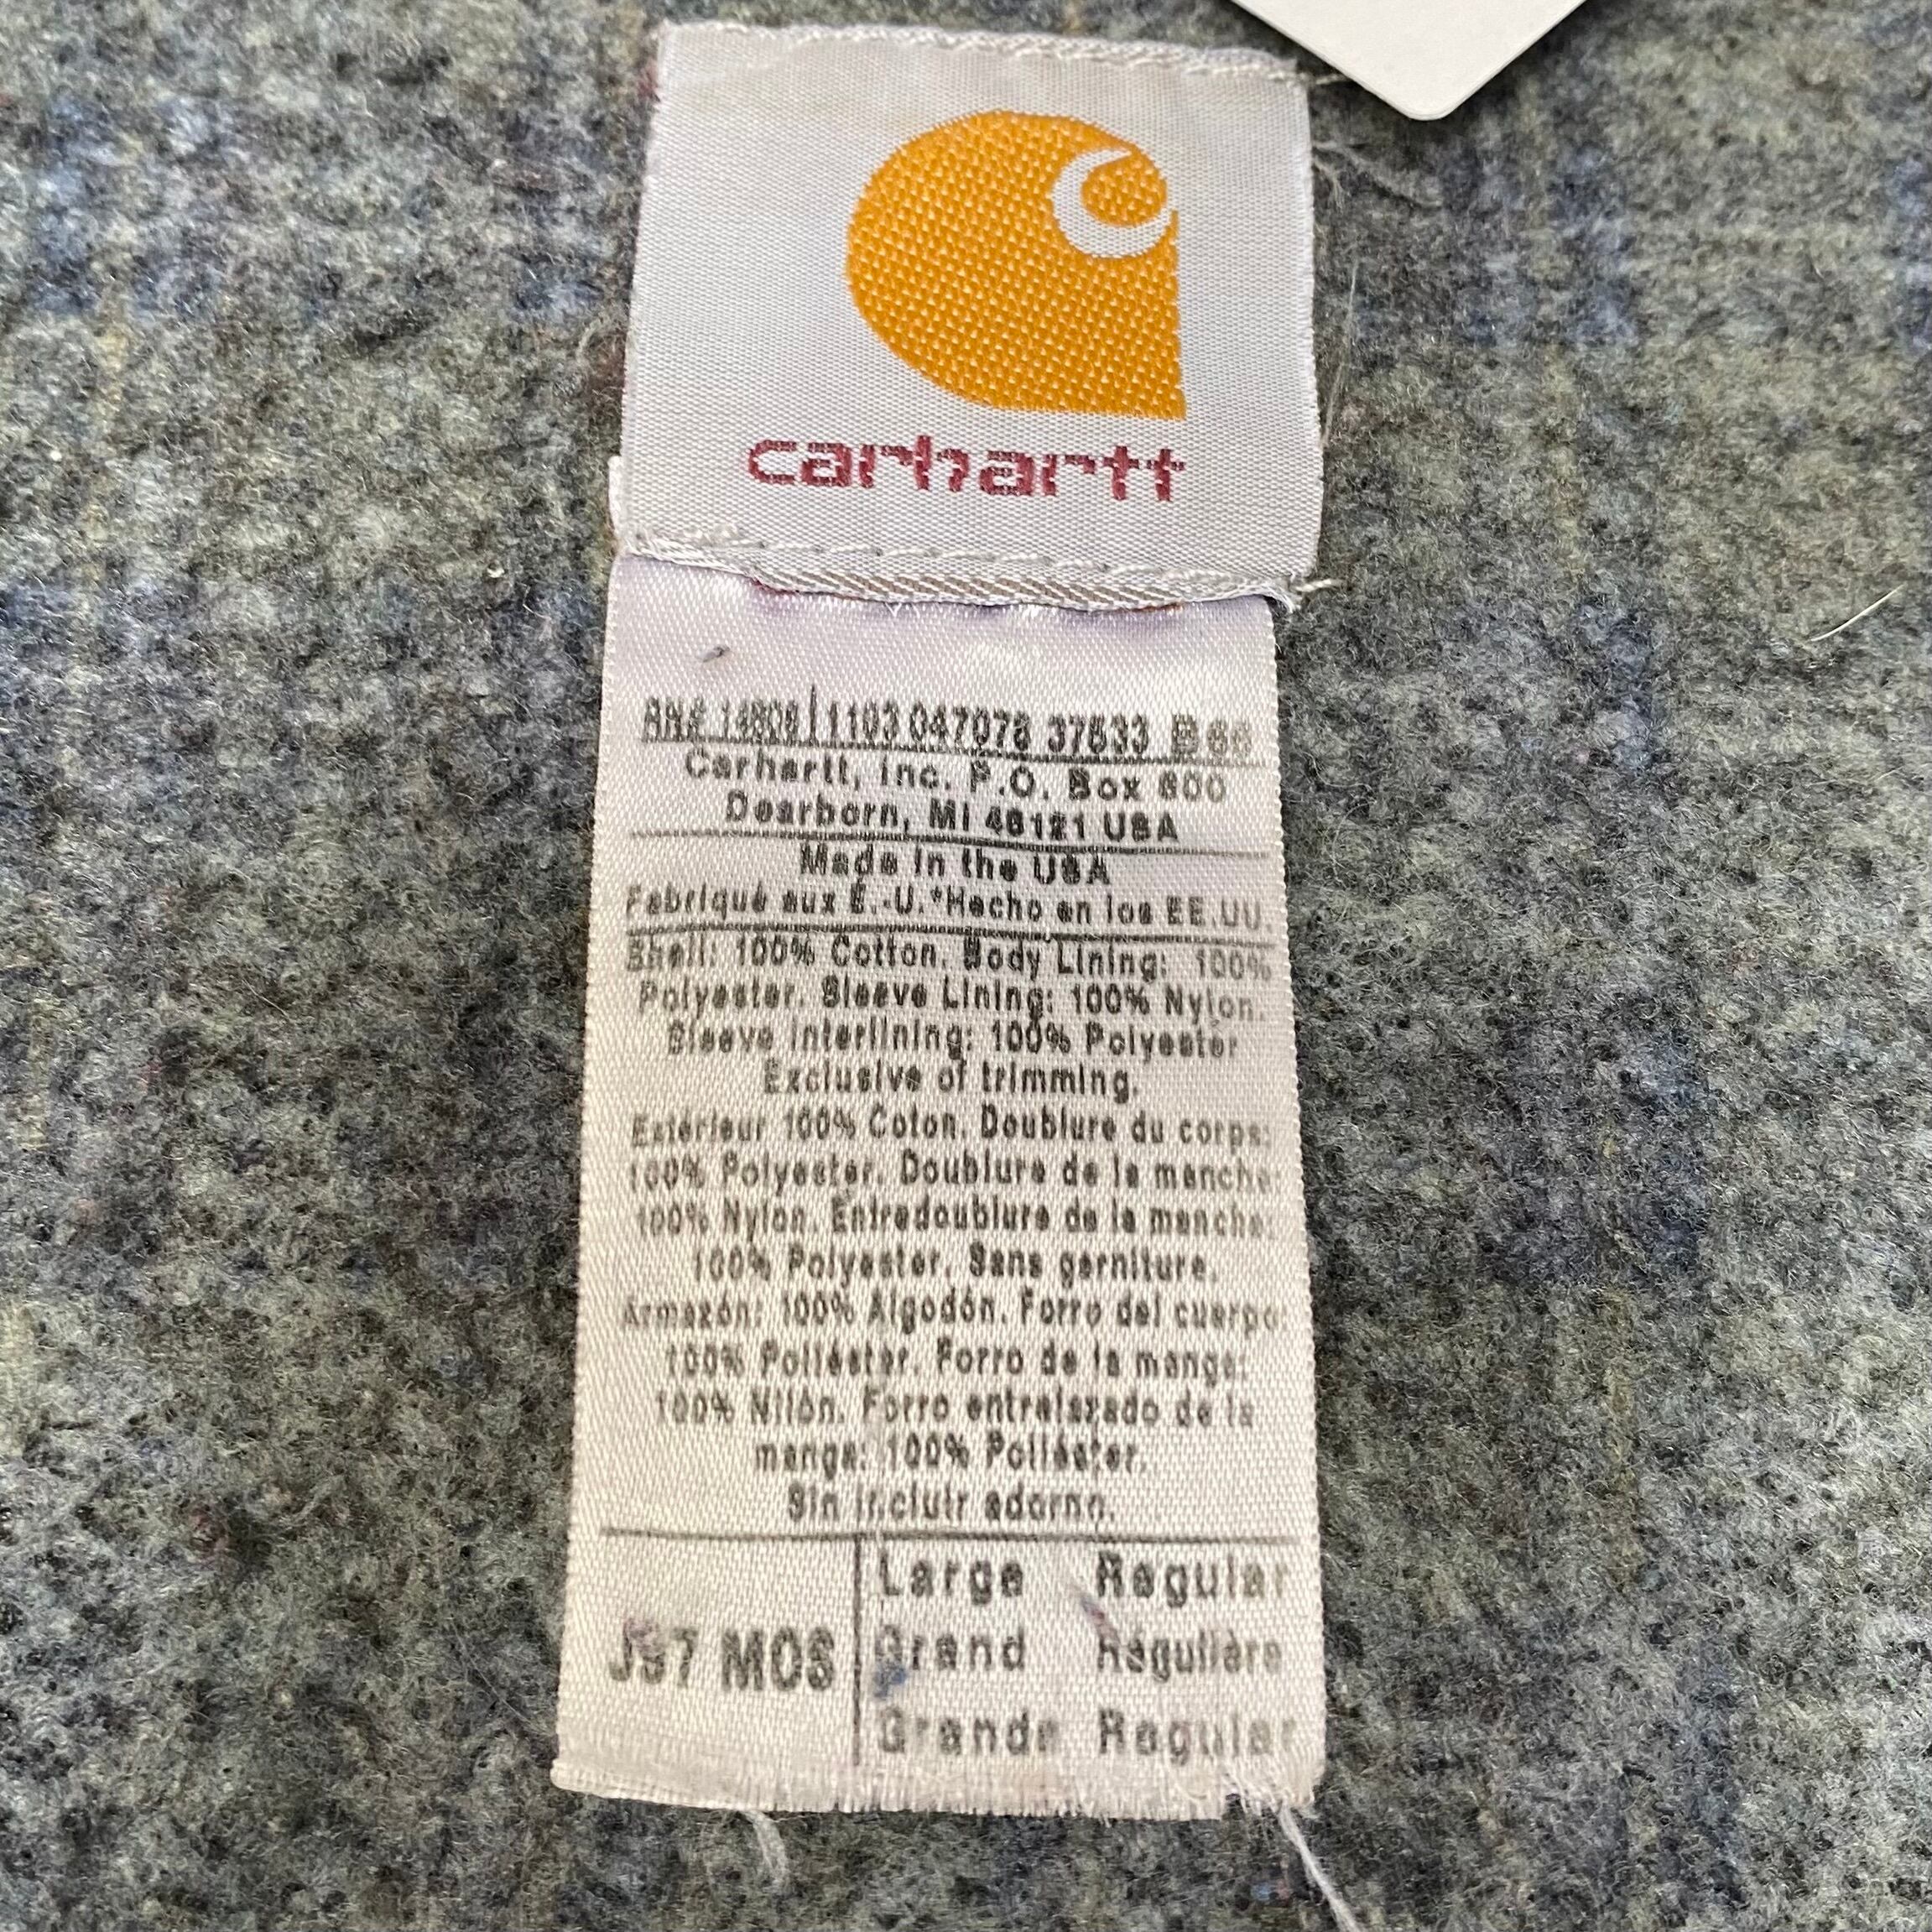 carhartt
RN# 14806 1103 047078 37533 B66
Carhartt, Inc. P.O. Box 600
Dearborn, MI 48121 USA
Made in the USA
Fabriqué aux É.-U.*Hecho en los EE.UU
Shell: 100% Cotton. Body Lining: 100%
Polyester. Sleeve Lining: 100% Nylon.
Sleeve Interlining: 100% Polyester
Exclusive of trimming.
Extérieur 100% Coton. Doublure du corps:
100% Polyester. Doublure de la manche
100% Nylon. Entredoublure de la manche:
100% Polyester. Sans garniture.
Armazón: 100% Algodón. Forro del cuerpo:
100% Poliéster. Forro de la manga:
100% Nilón. Forro entrelazado de la
manga: 100% Poliéster.
Sin incluir adorno.
J97 MOS
Large Regular
Grand Régulière
Grande Regular